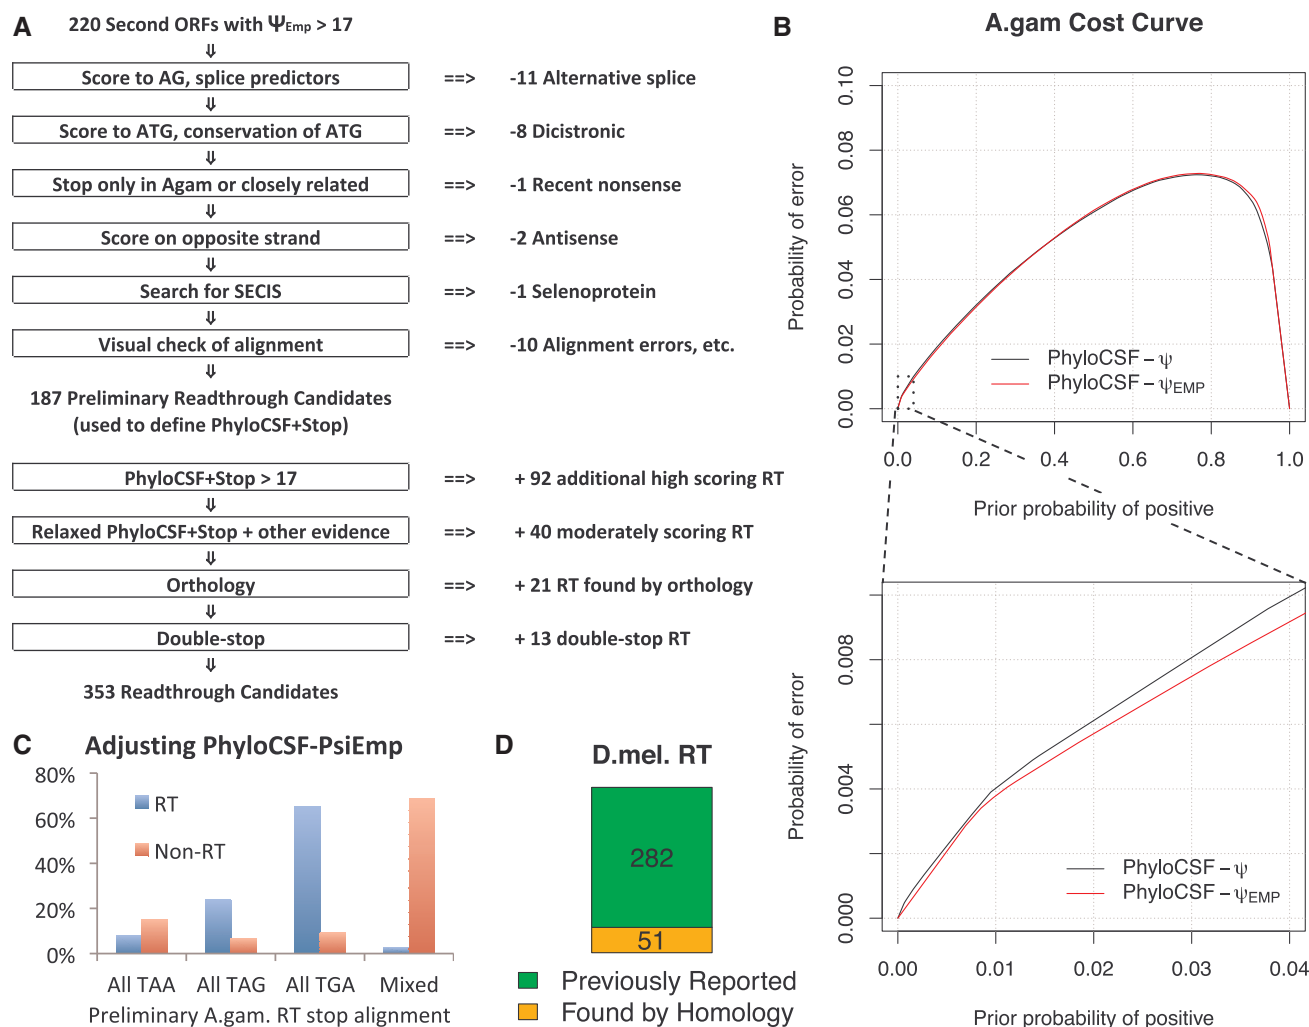 A
220 Second ORFs with ΨEmp > 17
⇓
Score to AG, splice predictors ==> -11 Alternative splice
⇓
Score to ATG, conservation of ATG ==> -8 Dicistronic
⇓
Stop only in Agam or closely related ==> -1 Recent nonsense
⇓
Score on opposite strand ==> -2 Antisense
⇓
Search for SECIS ==> -1 Selenoprotein
⇓
Visual check of alignment ==> -10 Alignment errors, etc.
⇓
187 Preliminary Readthrough Candidates
(used to define PhyloCSF+Stop)
PhyloCSF+Stop > 17 ==> + 92 additional high scoring RT
⇓
Relaxed PhyloCSF+Stop + other evidence ==> + 40 moderately scoring RT
⇓
Orthology ==> + 21 RT found by orthology
⇓
Double-stop ==> + 13 double-stop RT
⇓
353 Readthrough Candidates
B
A.gam Cost Curve
Probability of error
0.10
0.08
0.06
0.04
0.02
0.00
PhyloCSF – ψ
PhyloCSF – ψEMP
0.0 0.2 0.4 0.6 0.8 1.0
Prior probability of positive
Probability of error
0.008
0.004
0.000
PhyloCSF – ψ
PhyloCSF – ψEMP
0.00 0.01 0.02 0.03 0.04
Prior probability of positive
C
Adjusting PhyloCSF-PsiEmp
80%
60%
40%
20%
0%
RT
Non-RT
All TAA All TAG All TGA Mixed
Preliminary A.gam. RT stop alignment
D
D.mel. RT
282
51
Previously Reported
Found by Homology